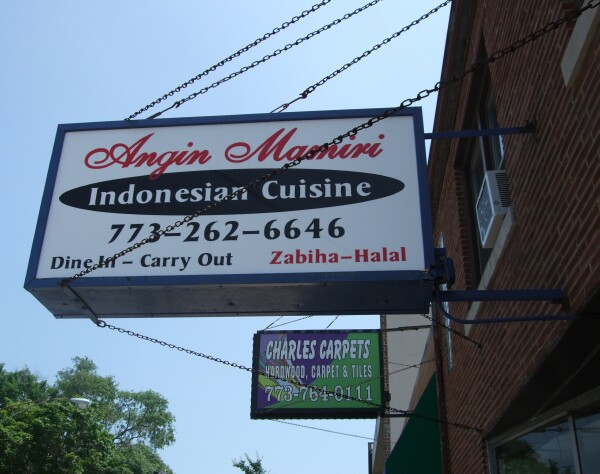 Angin Mamiri
Indonesian Cuisine
773-262-6646
Dine In - Carry Out Zabiha-Halal
CHARLES CARPETS
HARDWOOD, CARPET & TILES
773-764-0111